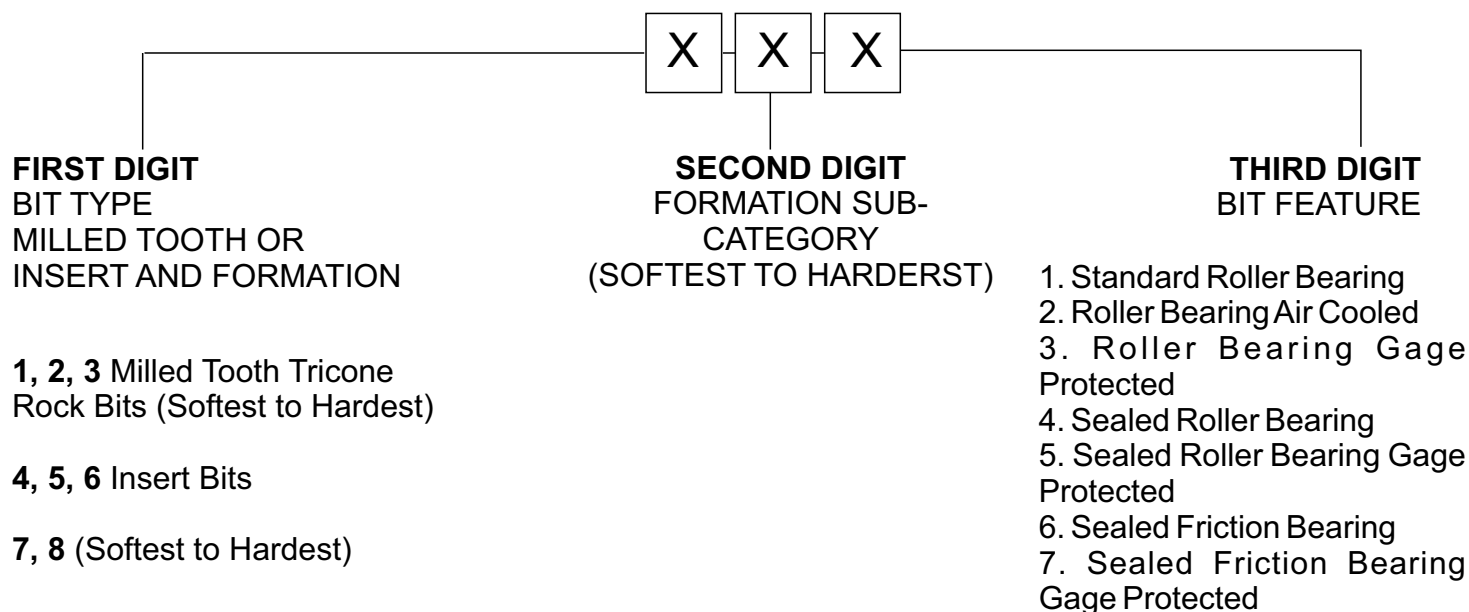 X X X
FIRST DIGIT
BIT TYPE
MILLED TOOTH OR
INSERT AND FORMATION
1, 2, 3 Milled Tooth Tricone
Rock Bits (Softest to Hardest)
4, 5, 6 Insert Bits
7, 8 (Softest to Hardest)
SECOND DIGIT
FORMATION SUB-
CATEGORY
(SOFTEST TO HARDERST)
THIRD DIGIT
BIT FEATURE
1. Standard Roller Bearing
2. Roller Bearing Air Cooled
3. Roller Bearing Gage
Protected
4. Sealed Roller Bearing
5. Sealed Roller Bearing Gage
Protected
6. Sealed Friction Bearing
7. Sealed Friction Bearing
Gage Protected